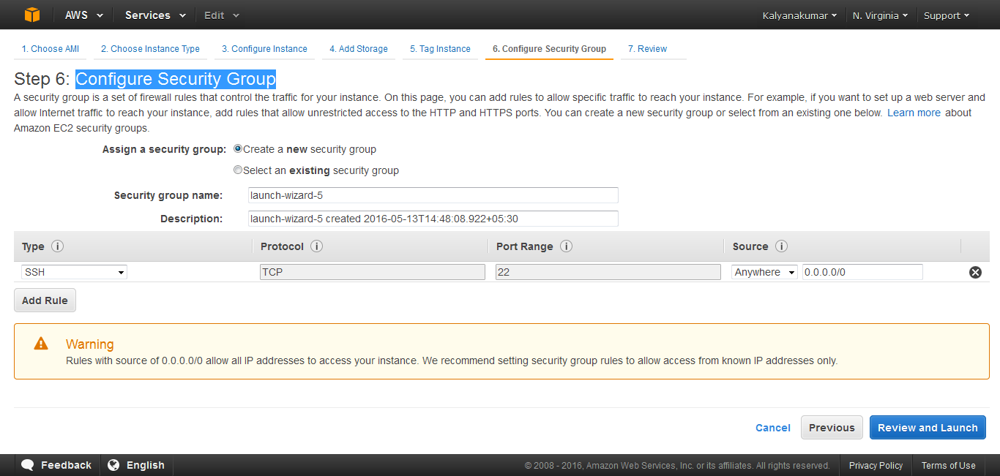 AWS Services Edit Kalyanakumar N. Virginia Support
1. Choose AMI 2. Choose Instance Type 3. Configure Instance 4. Add Storage 5. Tag Instance 6. Configure Security Group 7. Review
Step 6: Configure Security Group
A security group is a set of firewall rules that control the traffic for your instance. On this page, you can add rules to allow specific traffic to reach your instance. For example, if you want to set up a web server and
allow Internet traffic to reach your instance, add rules that allow unrestricted access to the HTTP and HTTPS ports. You can create a new security group or select from an existing one below. Learn more about
Amazon EC2 security groups.
Assign a security group: Create a new security group
Select an existing security group
Security group name: launch-wizard-5
Description: launch-wizard-5 created 2016-05-13T14:48:08.922+05:30
Type i Protocol i Port Range i Source i
SSH TCP 22 Anywhere 0.0.0.0/0
Add Rule
Warning
Rules with source of 0.0.0.0/0 allow all IP addresses to access your instance. We recommend setting security group rules to allow access from known IP addresses only.
Cancel Previous Review and Launch
Feedback English © 2008 - 2016, Amazon Web Services, Inc. or its affiliates. All rights reserved. Privacy Policy Terms of Use